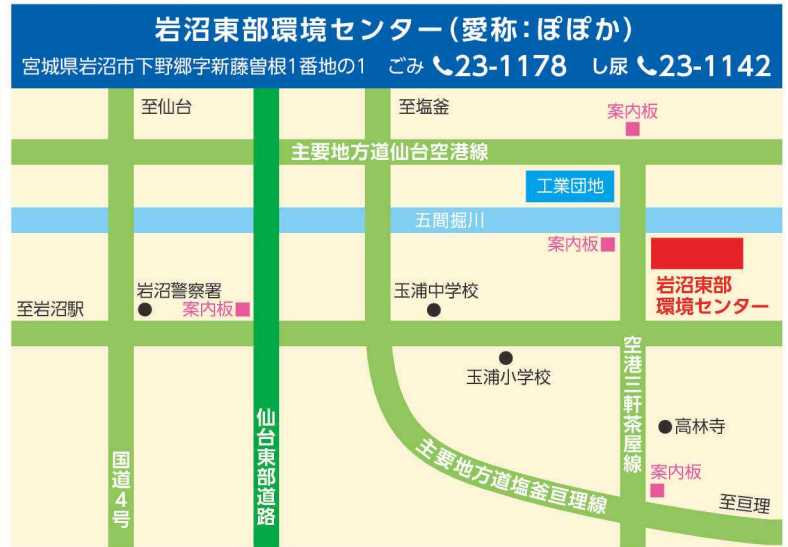 岩沼東部環境センター(愛称:ぽぽか)
宮城県岩沼市下野郷字新藤曽根1番地の1 ごみ 23-1178 し尿 23-1142
至仙台
至塩釜
案内板
主要地方道仙台空港線
工業団地
五間掘川
案内板
岩沼東部
環境センター
岩沼警察署
玉浦中学校
至岩沼駅
案内板
玉浦小学校
空港三軒茶屋線
仙台東部道路
高林寺
国道4号
主要地方道塩釜亘理線
案内板
至亘理